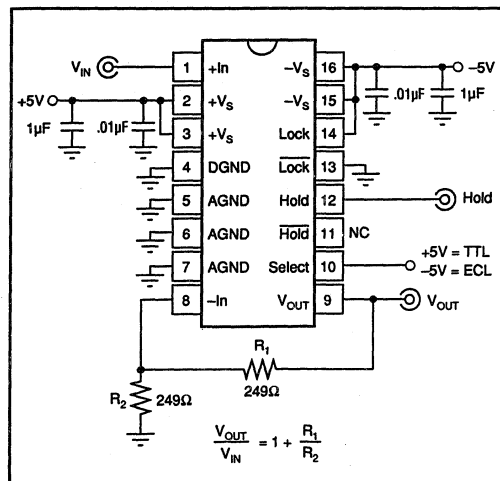 V_IN
+5V
1µF
.01µF
1 +In
2 +V_S
3 +V_S
4 DGND
5 AGND
6 AGND
7 AGND
8 –In
–V_S 16
–V_S 15
Lock 14
L̅o̅c̅k̅ 13
Hold 12
H̅o̅l̅d̅ 11 NC
Select 10
V_OUT 9
–5V
.01µF
1µF
Hold
+5V = TTL
–5V = ECL
V_OUT
R_1
249Ω
R_2 249Ω
V_OUT / V_IN = 1 + R_1 / R_2